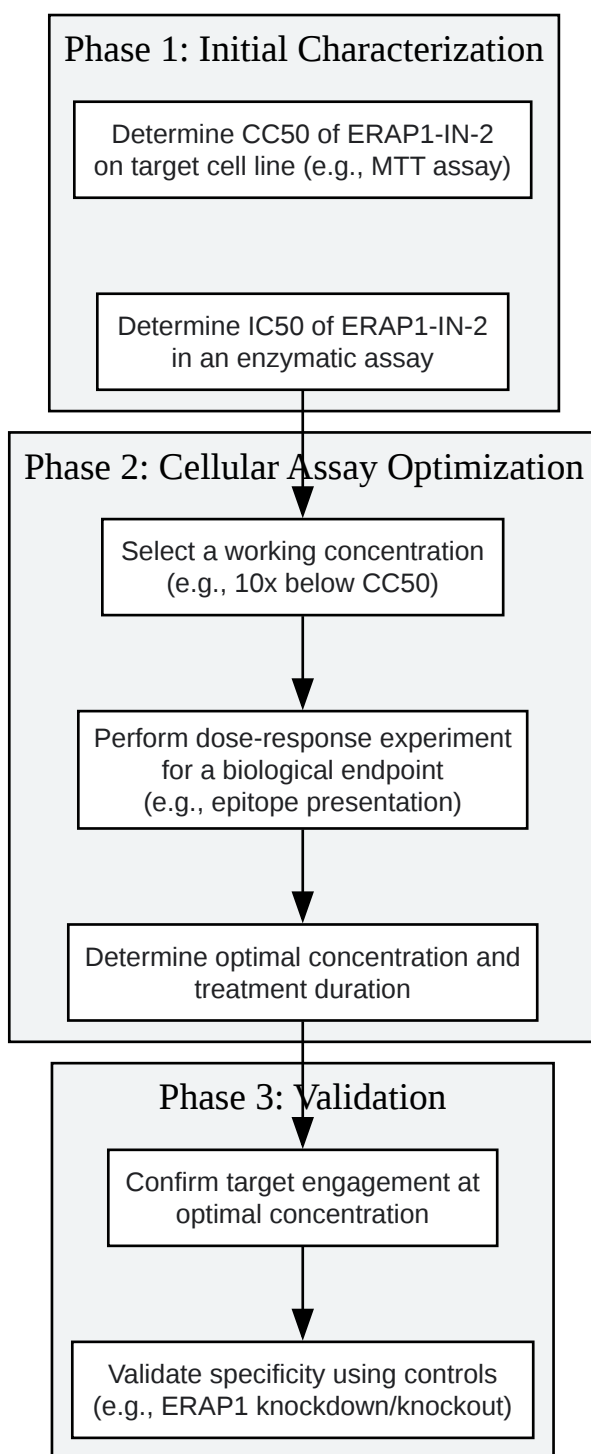 Phase 1: Initial Characterization
Determine CC50 of ERAP1-IN-2
on target cell line (e.g., MTT assay)
Determine IC50 of ERAP1-IN-2
in an enzymatic assay
Phase 2: Cellular Assay Optimization
Select a working concentration
(e.g., 10x below CC50)
Perform dose-response experiment
for a biological endpoint
(e.g., epitope presentation)
Determine optimal concentration and
treatment duration
Phase 3: Validation
Confirm target engagement at
optimal concentration
Validate specificity using controls
(e.g., ERAP1 knockdown/knockout)